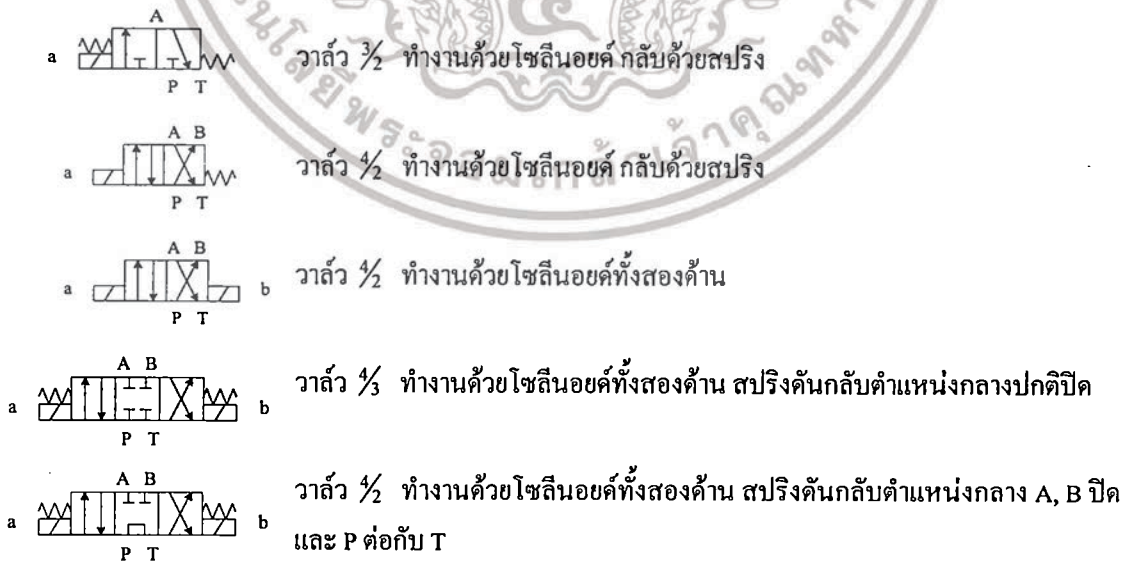 A
a วาล์ว 3/2 ทำงานด้วยโซลีนอยด์ กลับด้วยสปริง
P T
A B
a วาล์ว 4/2 ทำงานด้วยโซลีนอยด์ กลับด้วยสปริง
P T
A B
a b วาล์ว 4/2 ทำงานด้วยโซลีนอยด์ทั้งสองด้าน
P T
A B
a b วาล์ว 4/3 ทำงานด้วยโซลีนอยด์ทั้งสองด้าน สปริงดันกลับตำแหน่งกลางปกติปิด
P T
A B
a b วาล์ว 4/2 ทำงานด้วยโซลีนอยด์ทั้งสองด้าน สปริงดันกลับตำแหน่งกลาง A, B ปิด
และ P ต่อกับ T
P T